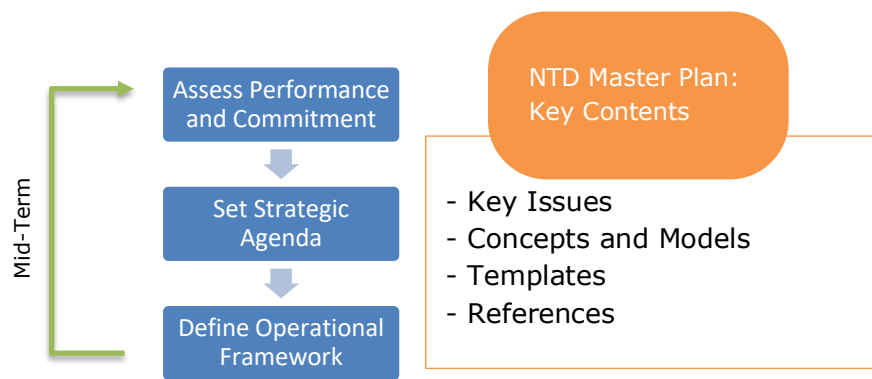 Mid-Term
Assess Performance
and Commitment
Set Strategic
Agenda
Define Operational
Framework
NTD Master Plan:
Key Contents
- Key Issues
- Concepts and Models
- Templates
- References